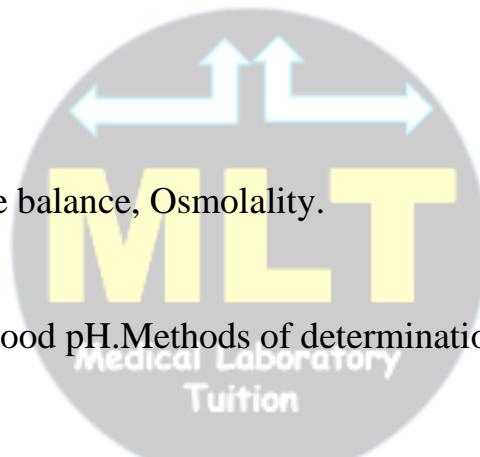 e balance, Osmolality.
MLT
ood pH.Methods of determinatio
Medical Laboratory
Tuition